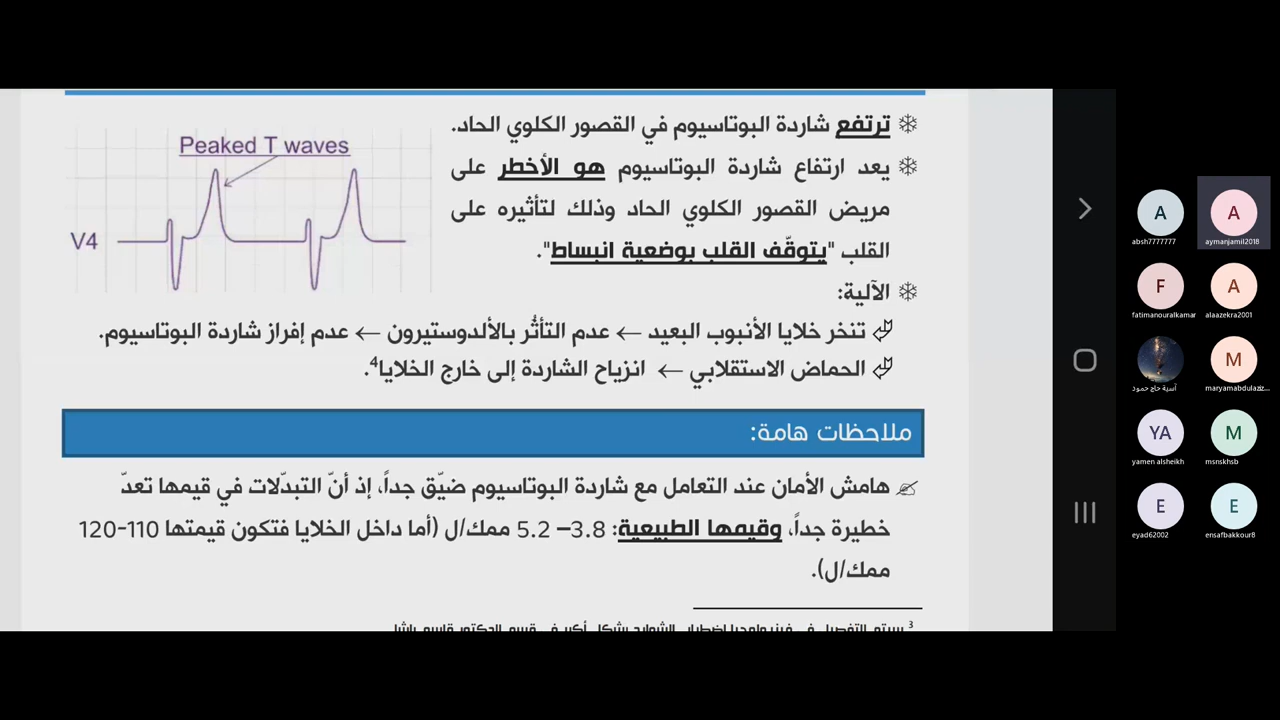 ❄ ترتفع شاردة البوتاسيوم في القصور الكلوي الحاد.
❄ يعد ارتفاع شاردة البوتاسيوم هو الأخطر على
مريض القصور الكلوي الحاد وذلك لتأثيره على
القلب "يتوقّف القلب بوضعية انبساط".
❄ الآلية:
تنخر خلايا الأنبوب البعيد ← عدم التأثُر بالألدوستيرون ← عدم إفراز شاردة البوتاسيوم.
الحماض الاستقلابي ← انزياح الشاردة إلى خارج الخلايا⁴.
Peaked T waves
V4
ملاحظات هامة:
هامش الأمان عند التعامل مع شاردة البوتاسيوم ضيّق جداً، إذ أنّ التبدّلات في قيمها تعدّ
خطيرة جداً، وقيمها الطبيعية: 3.8– 5.2 ممك/ل (أما داخل الخلايا فتكون قيمتها 110-120
ممك/ل).
3
A
absh7777777
A
aymanjamil2018
F
fatimanouralkamar
A
alaazekra2001
آسية حاج حمود
M
maryamabdulaziz...
YA
yamen alsheikh
M
msnskhsb
E
eyad62002
E
ensafbakkour8